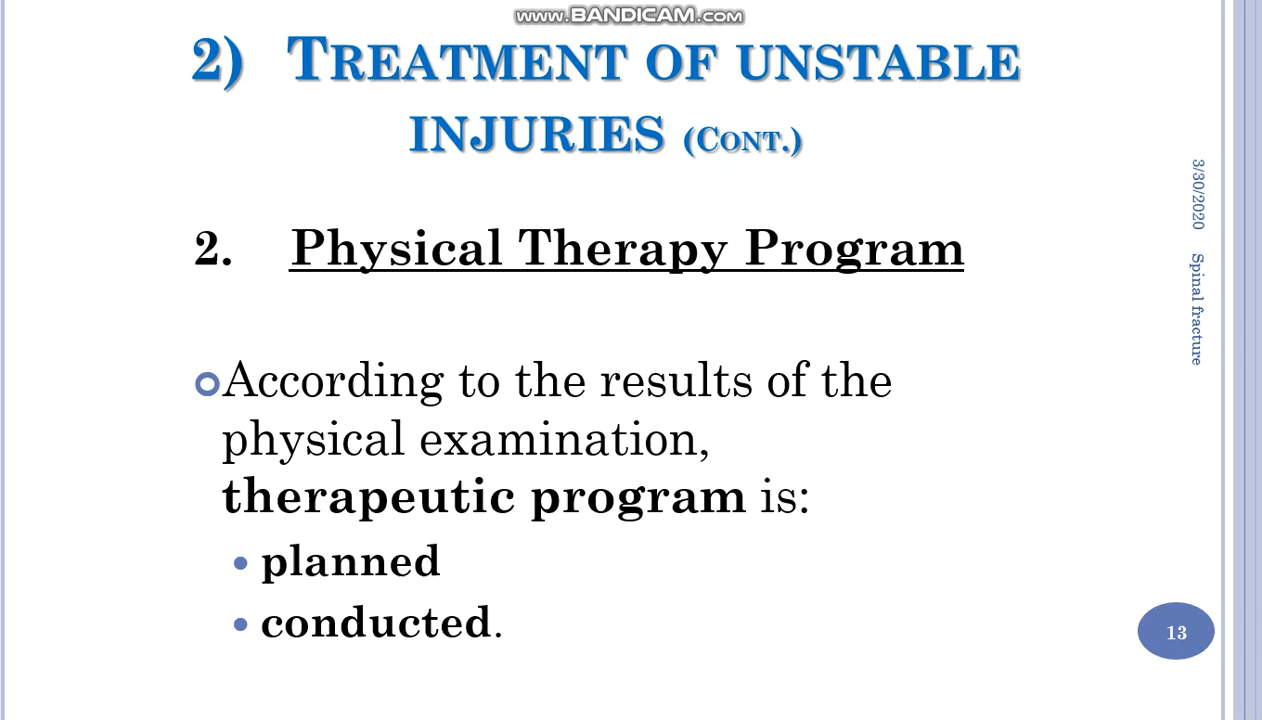 www.BANDICAM.com
2) TREATMENT OF UNSTABLE
INJURIES (CONT.)
2. Physical Therapy Program
According to the results of the
physical examination,
therapeutic program is:
• planned
• conducted.
3/30/2020 Spinal fracture
13